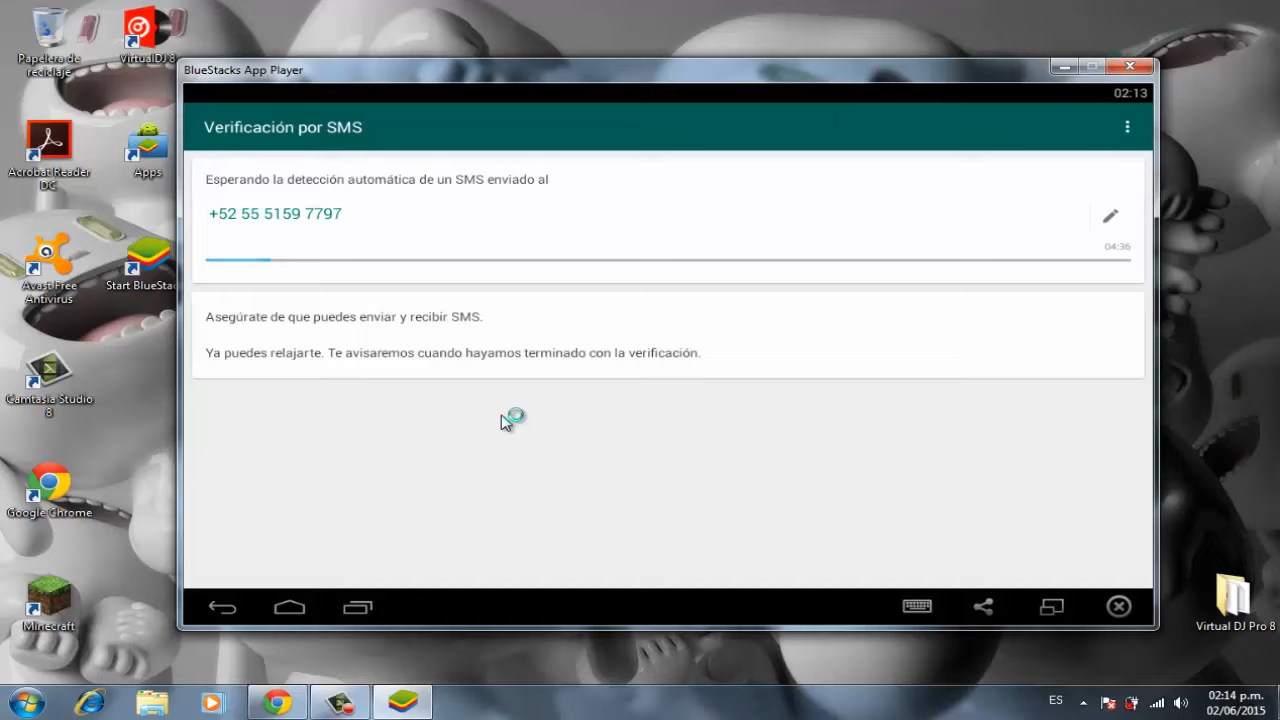 Papelera de
reciclaje
VirtualDJ 8
Acrobat Reader
DC
Apps
Avast Free
Antivirus
Start BlueStac
Camtasia Studio
8
Google Chrome
Minecraft
BlueStacks App Player
02:13
Verificación por SMS
Esperando la detección automática de un SMS enviado al
+52 55 5159 7797
04:36
Asegúrate de que puedes enviar y recibir SMS.
Ya puedes relajarte. Te avisaremos cuando hayamos terminado con la verificación.
Virtual DJ Pro 8
ES
02:14 p.m.
02/06/2015